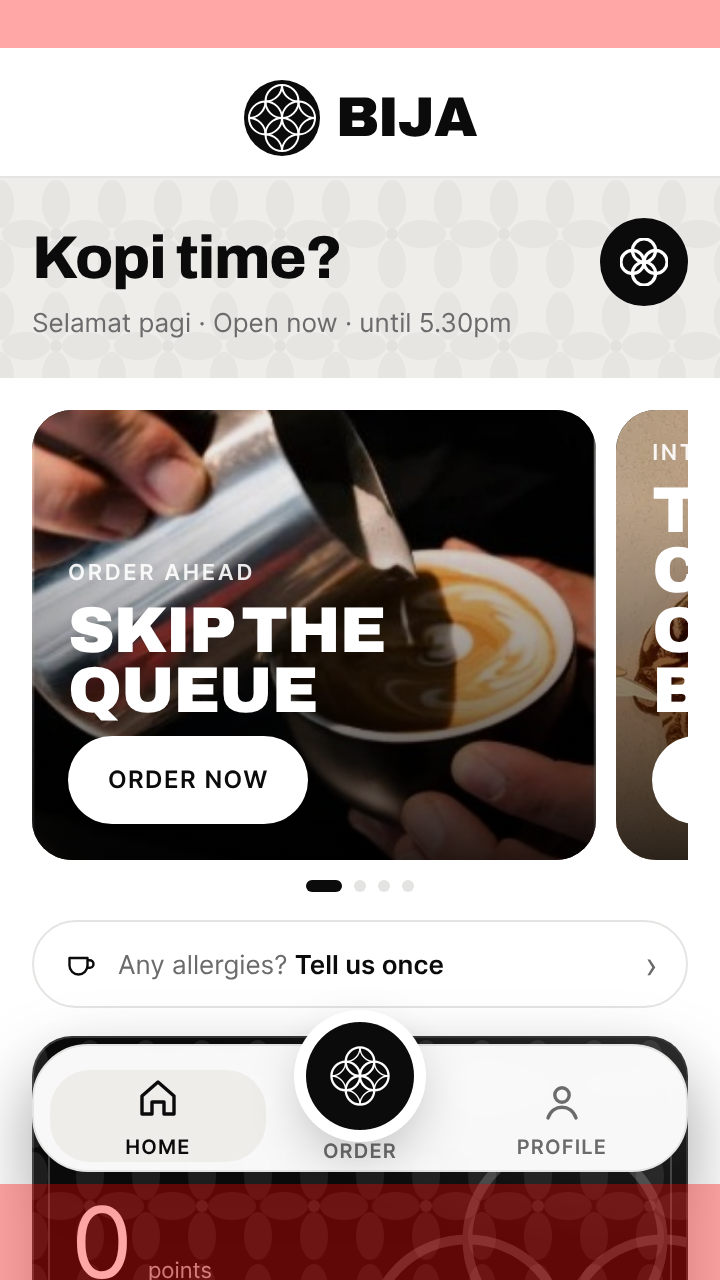 BIJA
Kopi time?
Selamat pagi · Open now · until 5.30pm
ORDER AHEAD
SKIP THE
QUEUE
ORDER NOW
Any allergies? Tell us once ›
HOME
ORDER
PROFILE
0 points